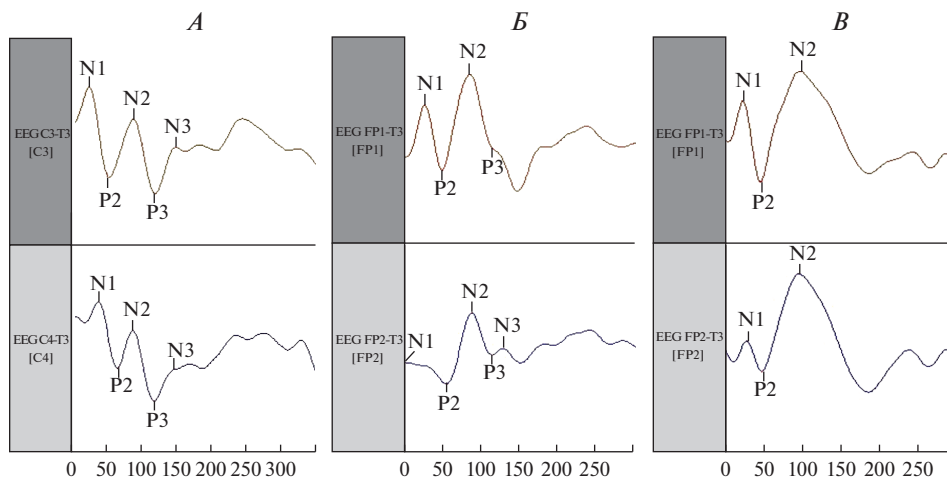 А
N1
N2
N3
P2
P3
EEG C3-T3
[C3]
N1
N2
N3
P2
P3
EEG C4-T3
[C4]
0 50 100 150 200 250 300
Б
N1
N2
P2
P3
EEG FP1-T3
[FP1]
N1
N2
N3
P2
P3
EEG FP2-T3
[FP2]
0 50 100 150 200 250
В
N1
N2
P2
EEG FP1-T3
[FP1]
N1
N2
P2
EEG FP2-T3
[FP2]
0 50 100 150 200 250